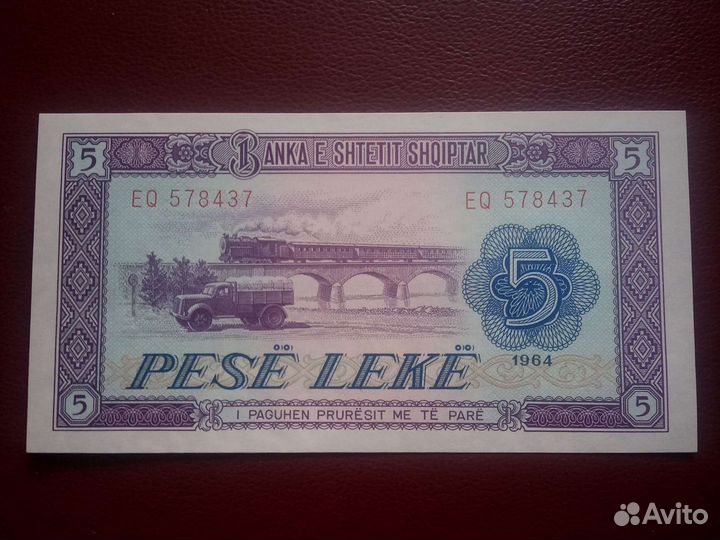 5 BANKA E SHTETIT SHQIPTAR 5
EQ 578437 EQ 578437
5
PESË LEKË 1964
5 I PAGUHEN PRURËSIT ME TË PARË 5
Avito